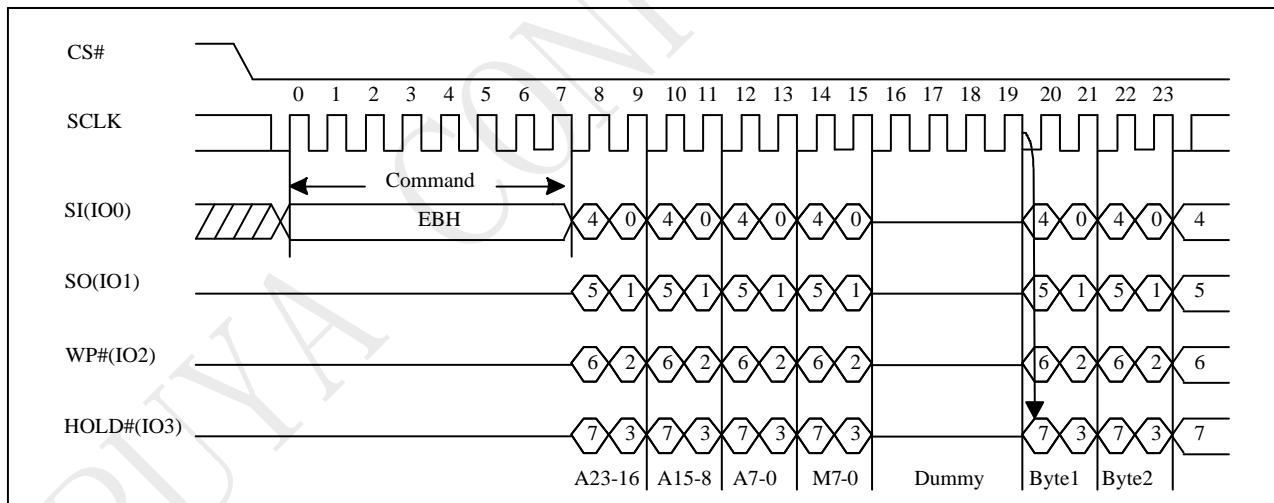 CS#
0 1 2 3 4 5 6 7 8 9 10 11 12 13 14 15 16 17 18 19 20 21 22 23
SCLK
Command
SI(IO0) EBH 4 0 4 0 4 0 4 0 4 0 4 0 4
SO(IO1) 5 1 5 1 5 1 5 1 5 1 5 1 5
WP#(IO2) 6 2 6 2 6 2 6 2 6 2 6 2 6
HOLD#(IO3) 7 3 7 3 7 3 7 3 7 3 7 3 7
A23-16 A15-8 A7-0 M7-0 Dummy Byte1 Byte2